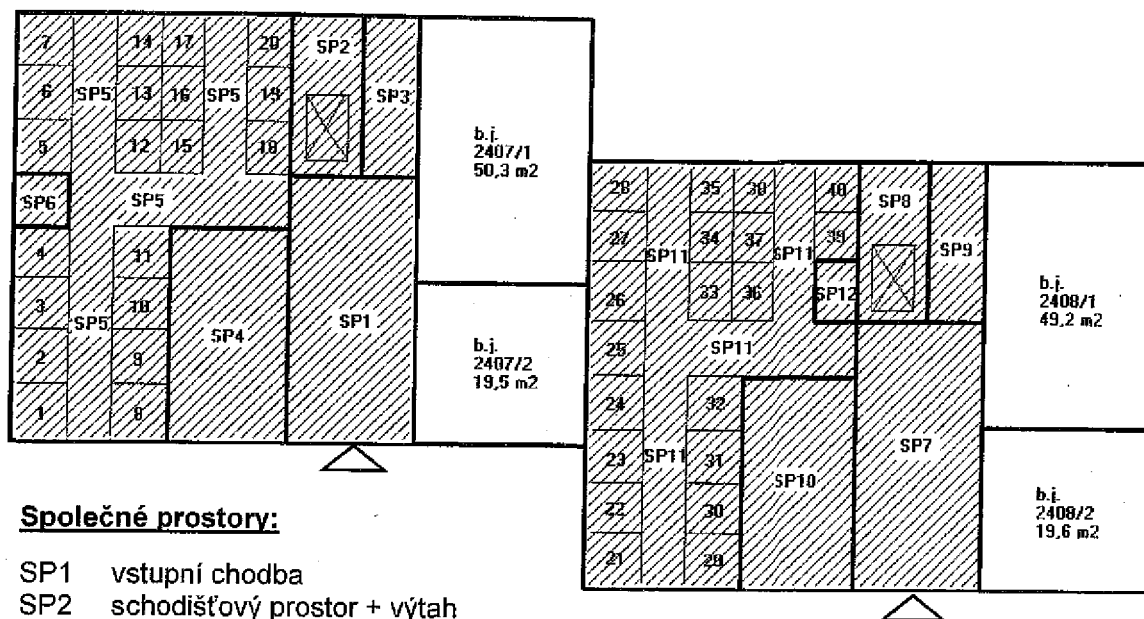 7 14 17 20 SP2
6 SP5 13 16 SP5 19 SP3
5 12 15 18
SP6 SP5
4 11
3 10
SP5 SP4 SP1
2 9
1 8
b.j.
2407/1
50,3 m2
b.j.
2407/2
19,5 m2
28 35 38 40 SP8
27 SP11 34 37 SP11 39 SP9
26 33 36 SP12
25 SP11
24 32
23 SP11 31 SP10 SP7
22 30
21 29
b.j.
2408/1
49,2 m2
b.j.
2408/2
19,6 m2
Společné prostory:
SP1 vstupní chodba
SP2 schodišťový prostor + výtah